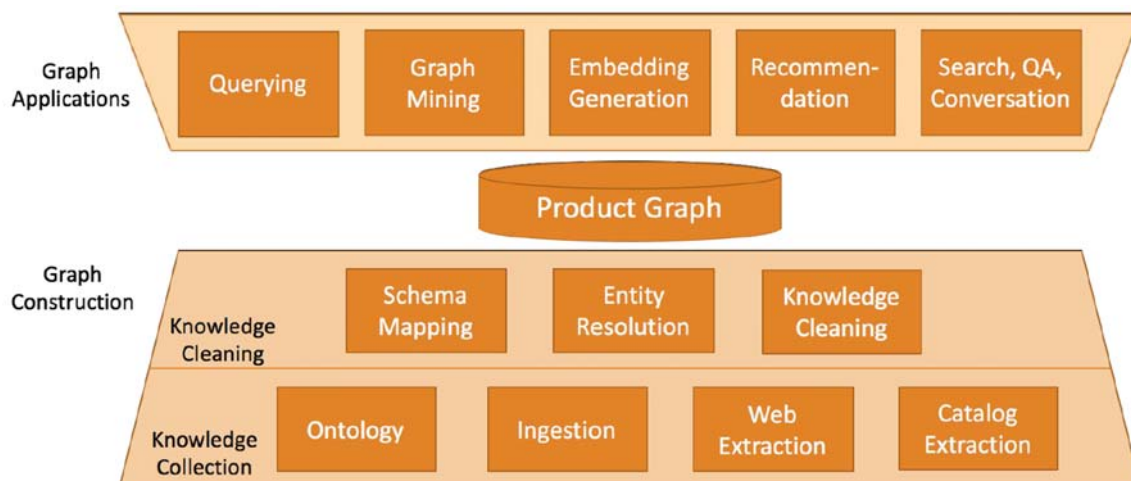 Graph
Applications
Querying
Graph
Mining
Embedding
Generation
Recommen-
dation
Search, QA,
Conversation
Product Graph
Graph
Construction
Knowledge
Cleaning
Schema
Mapping
Entity
Resolution
Knowledge
Cleaning
Knowledge
Collection
Ontology
Ingestion
Web
Extraction
Catalog
Extraction